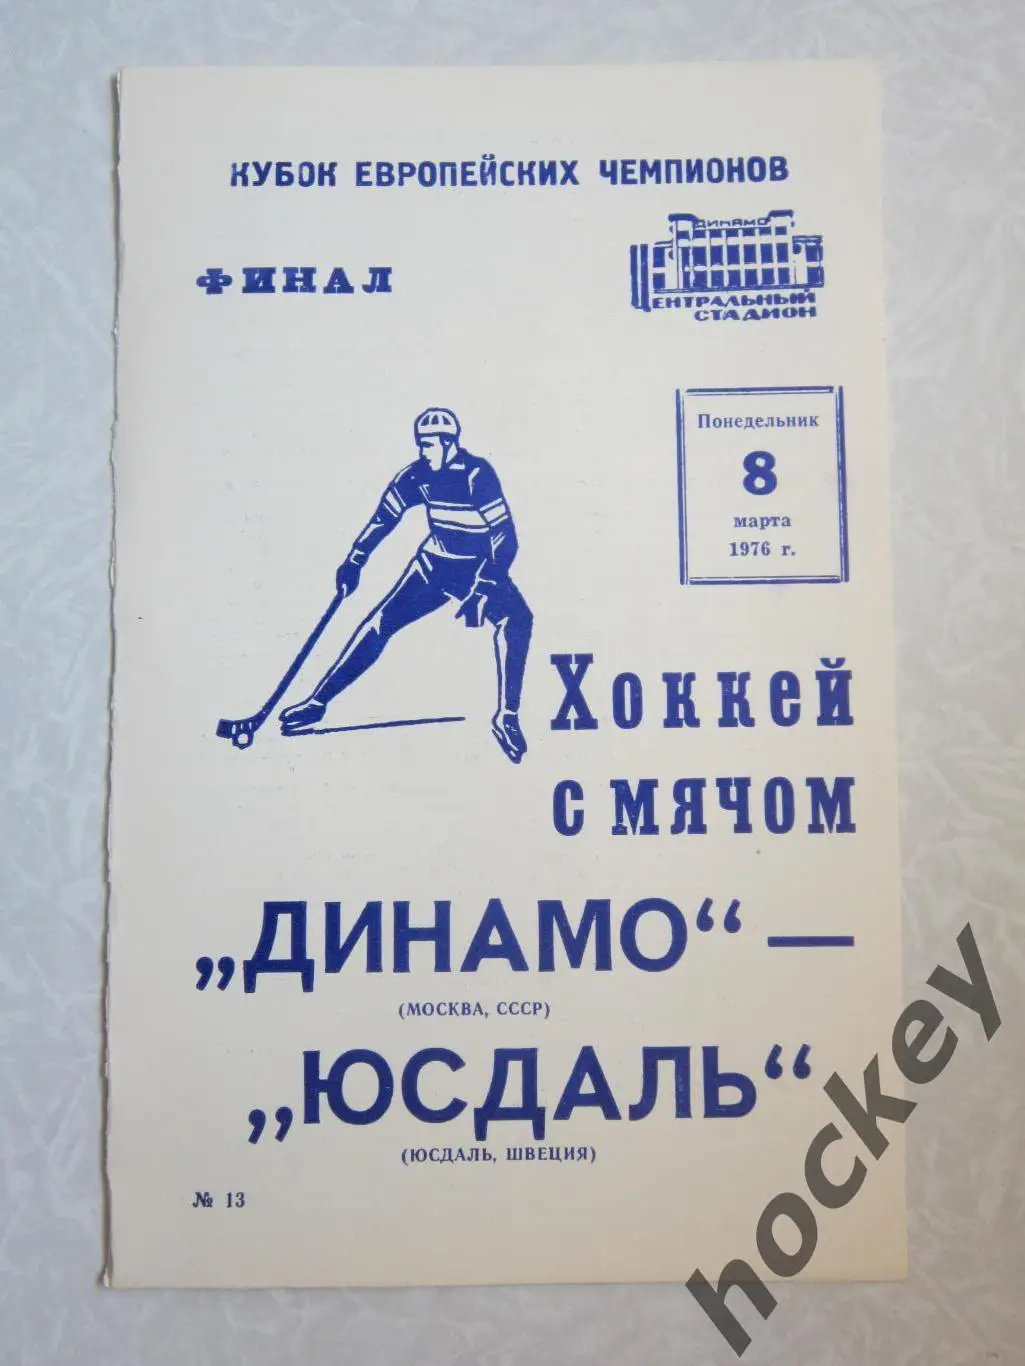 КУБОК ЕВРОПЕЙСКИХ ЧЕМПИОНОВ
ФИНАЛ
ДИНАМО
ЦЕНТРАЛЬНЫЙ
СТАДИОН
Понедельник
8
марта
1976 г.
Хоккей
с мячом
„ДИНАМО“ —
(МОСКВА, СССР)
„ЮСДАЛЬ“
(ЮСДАЛЬ, ШВЕЦИЯ)
№ 13
hockey